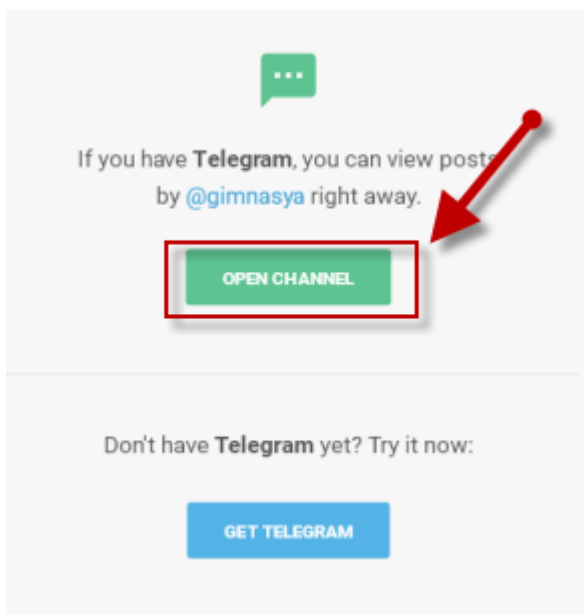 If you have Telegram, you can view posts
by @gimnasya right away.
OPEN CHANNEL
Don't have Telegram yet? Try it now:
GET TELEGRAM